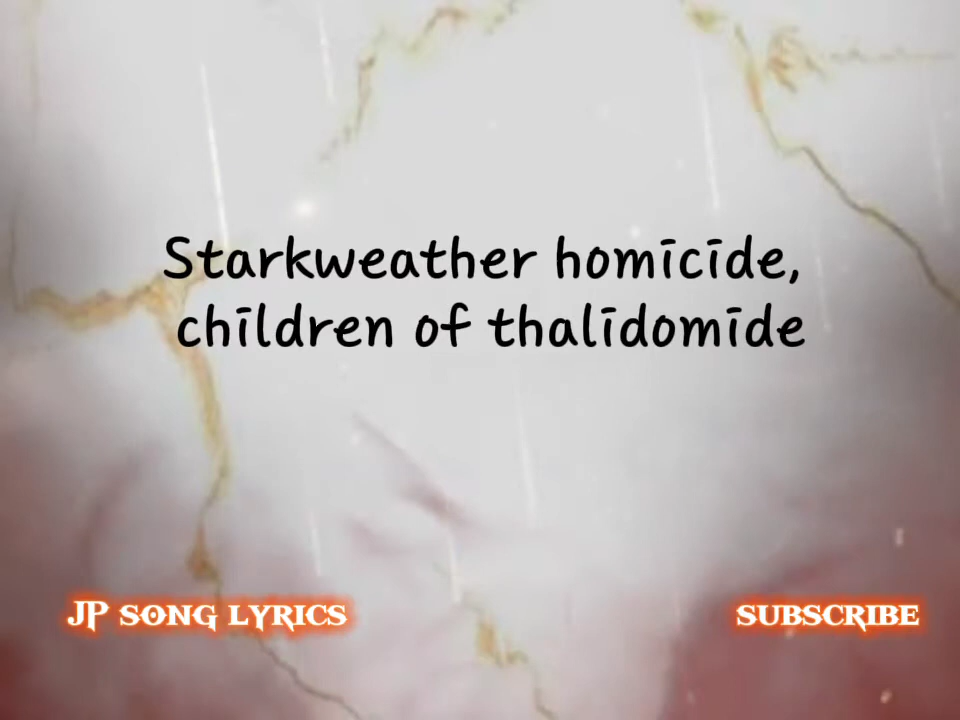 Starkweather homicide,
children of thalidomide
JP SONG LYRICS
SUBSCRIBE